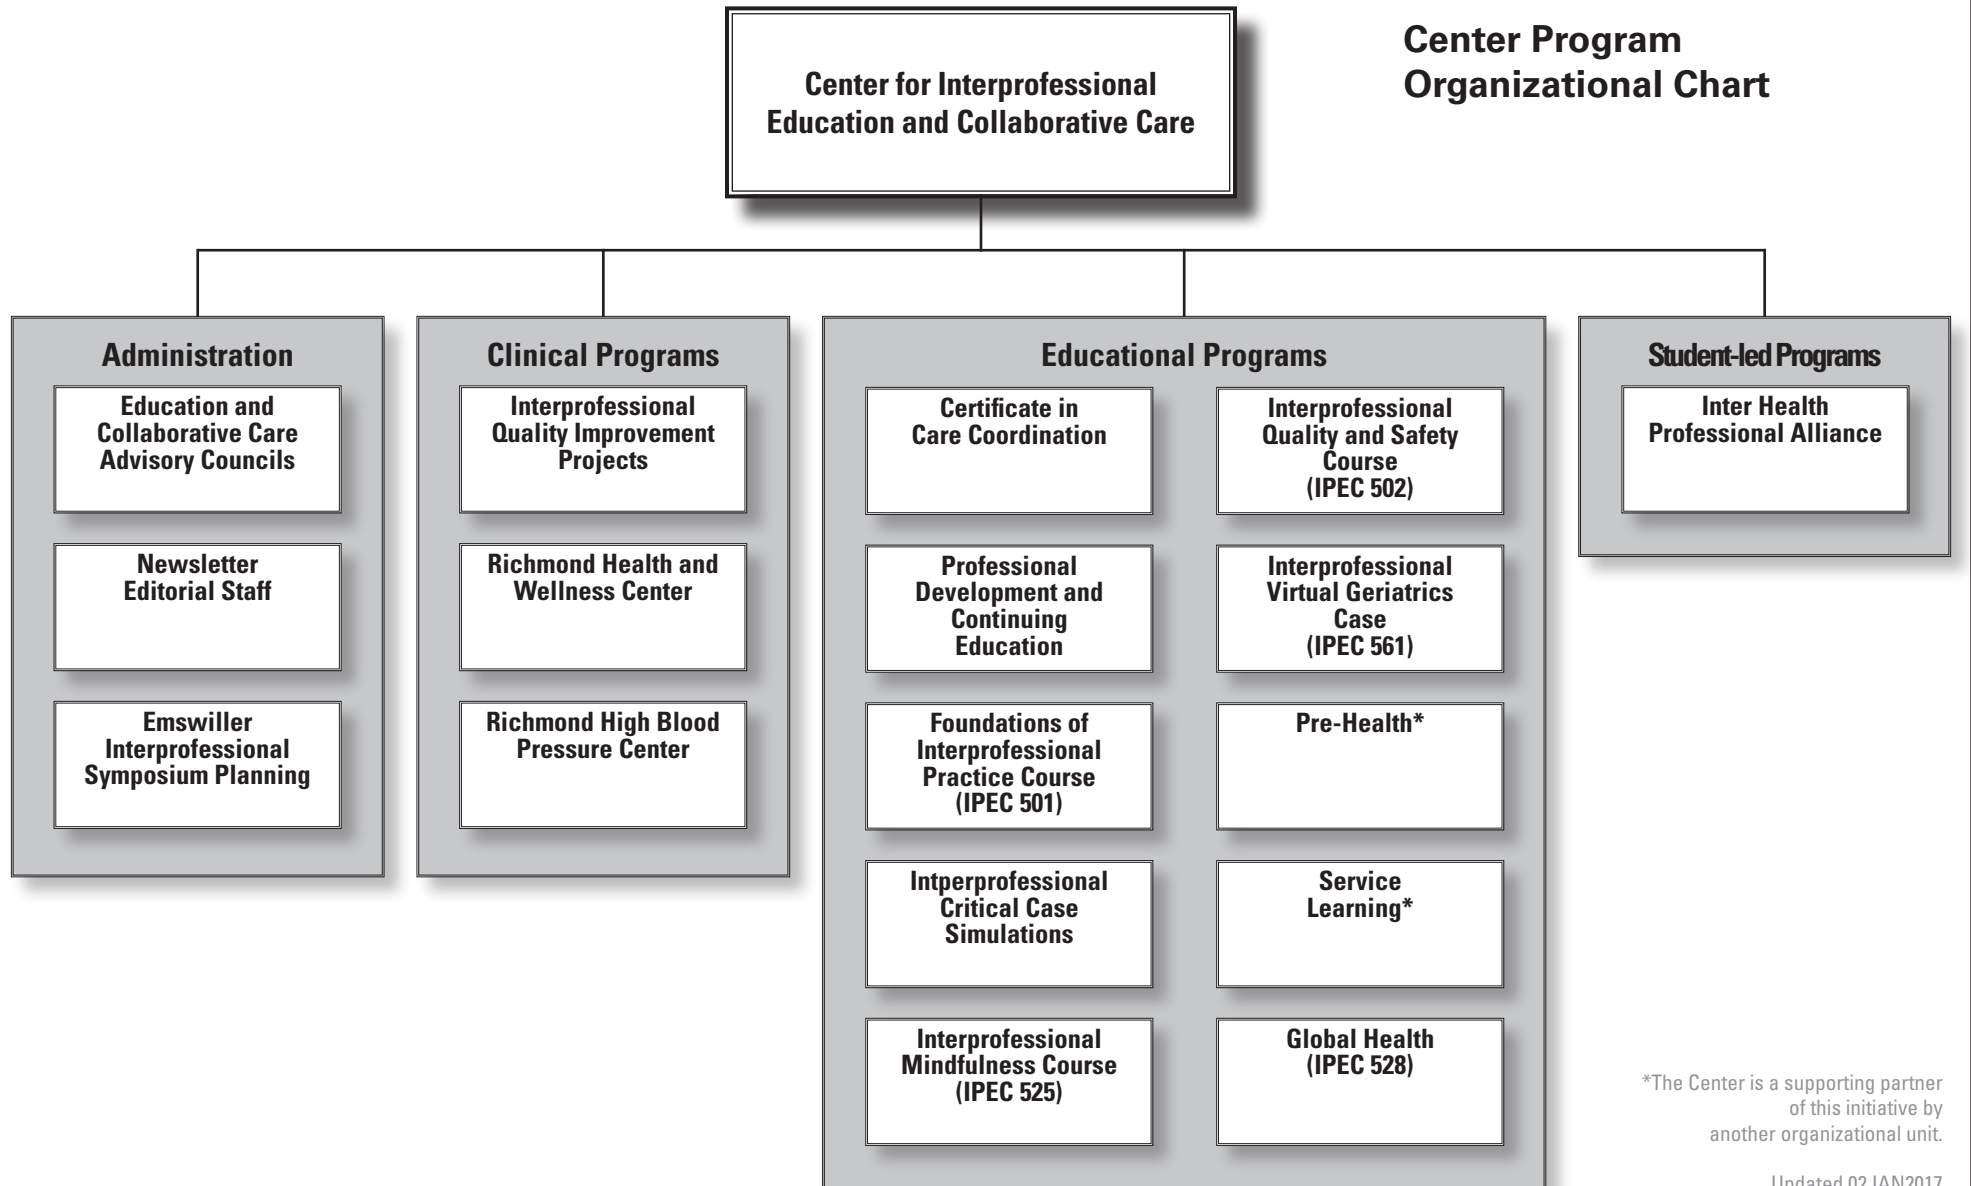 Center Program
Organizational Chart
Center for Interprofessional
Education and Collaborative Care
Administration
Education and
Collaborative Care
Advisory Councils
Newsletter
Editorial Staff
Emswiller
Interprofessional
Symposium Planning
Clinical Programs
Interprofessional
Quality Improvement
Projects
Richmond Health and
Wellness Center
Richmond High Blood
Pressure Center
Educational Programs
Certificate in
Care Coordination
Professional
Development and
Continuing
Education
Foundations of
Interprofessional
Practice Course
(IPEC 501)
Intperprofessional
Critical Case
Simulations
Interprofessional
Mindfulness Course
(IPEC 525)
Interprofessional
Quality and Safety
Course
(IPEC 502)
Interprofessional
Virtual Geriatrics
Case
(IPEC 561)
Pre-Health*
Service
Learning*
Global Health
(IPEC 528)
Student-led Programs
Inter Health
Professional Alliance
*The Center is a supporting partner
of this initiative by
another organizational unit.
Updated 02JAN2017